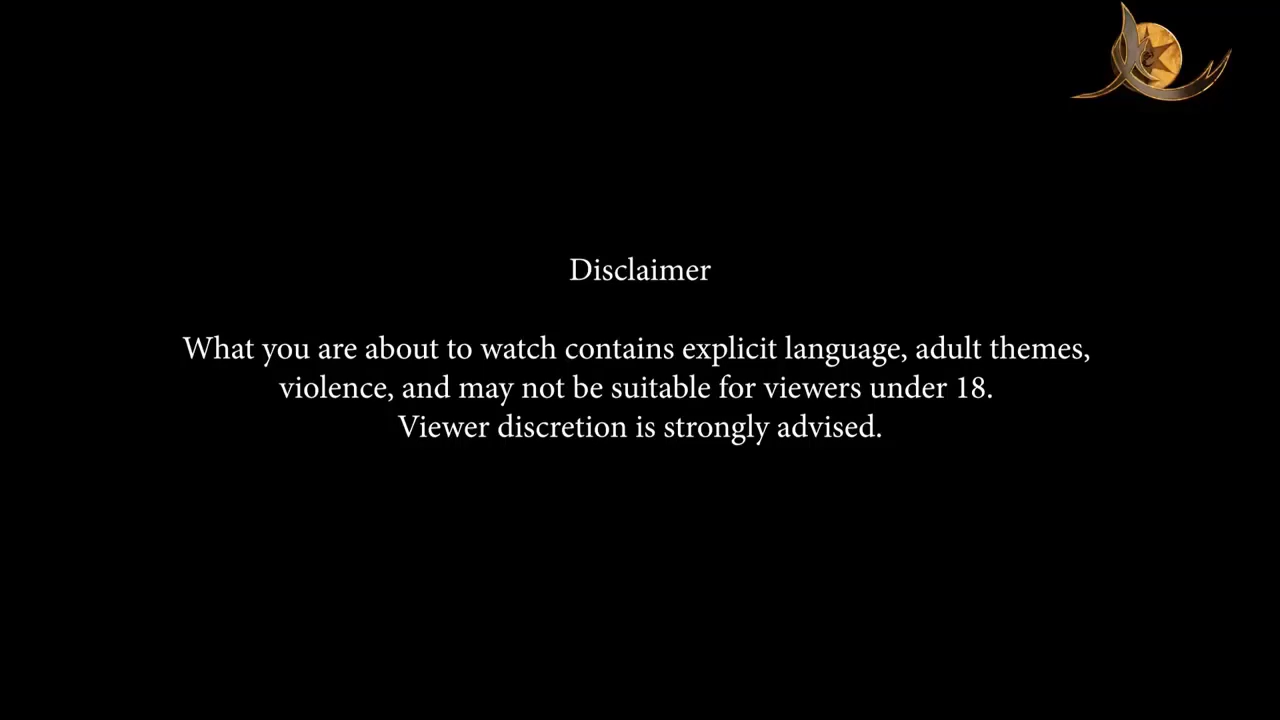 Disclaimer
What you are about to watch contains explicit language, adult themes,
violence, and may not be suitable for viewers under 18.
Viewer discretion is strongly advised.